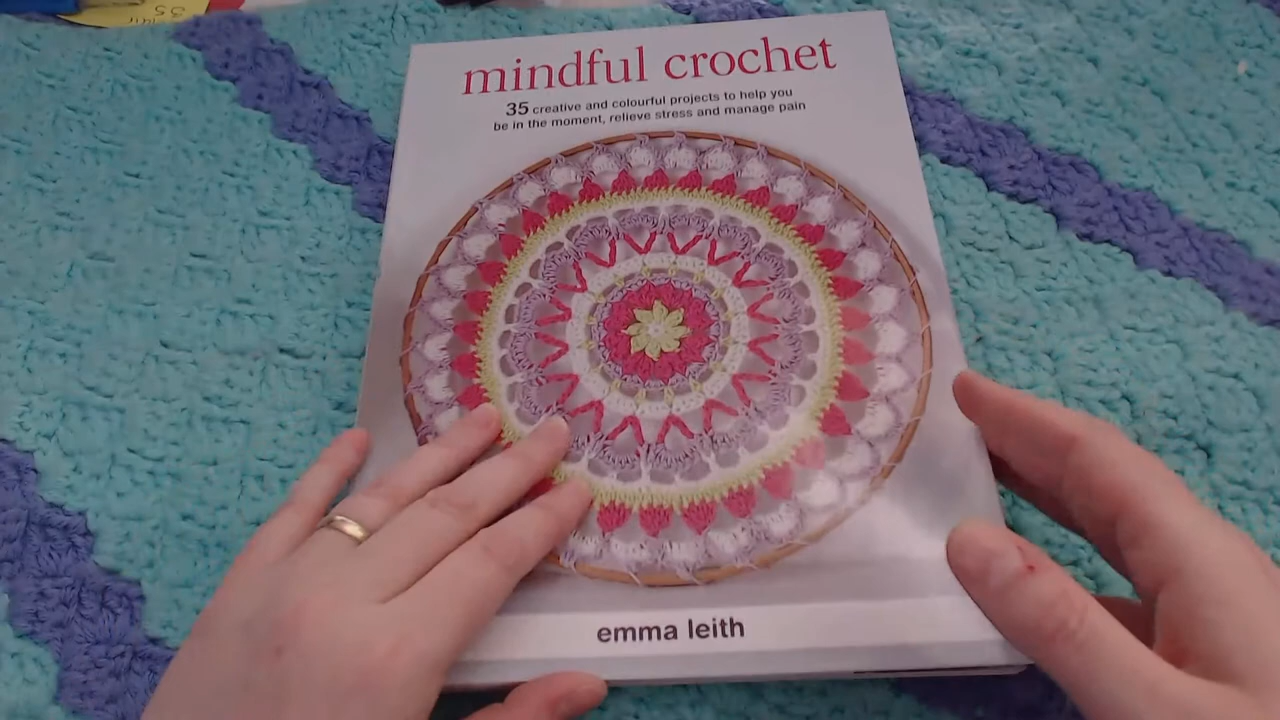 mindful crochet
35 creative and colourful projects to help you
be in the moment, relieve stress and manage pain
emma leith